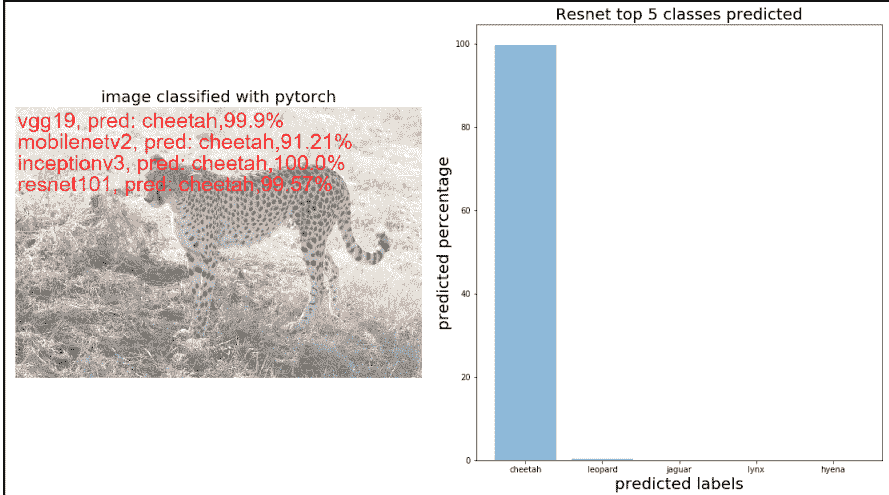 image classified with pytorch
vgg19, pred: cheetah,99.9%
mobilenetv2, pred: cheetah,91.21%
inceptionv3, pred: cheetah,100.0%
resnet101, pred: cheetah,99.57%
Resnet top 5 classes predicted
predicted percentage
100
80
60
40
20
0
cheetah leopard jaguar lynx hyena
predicted labels